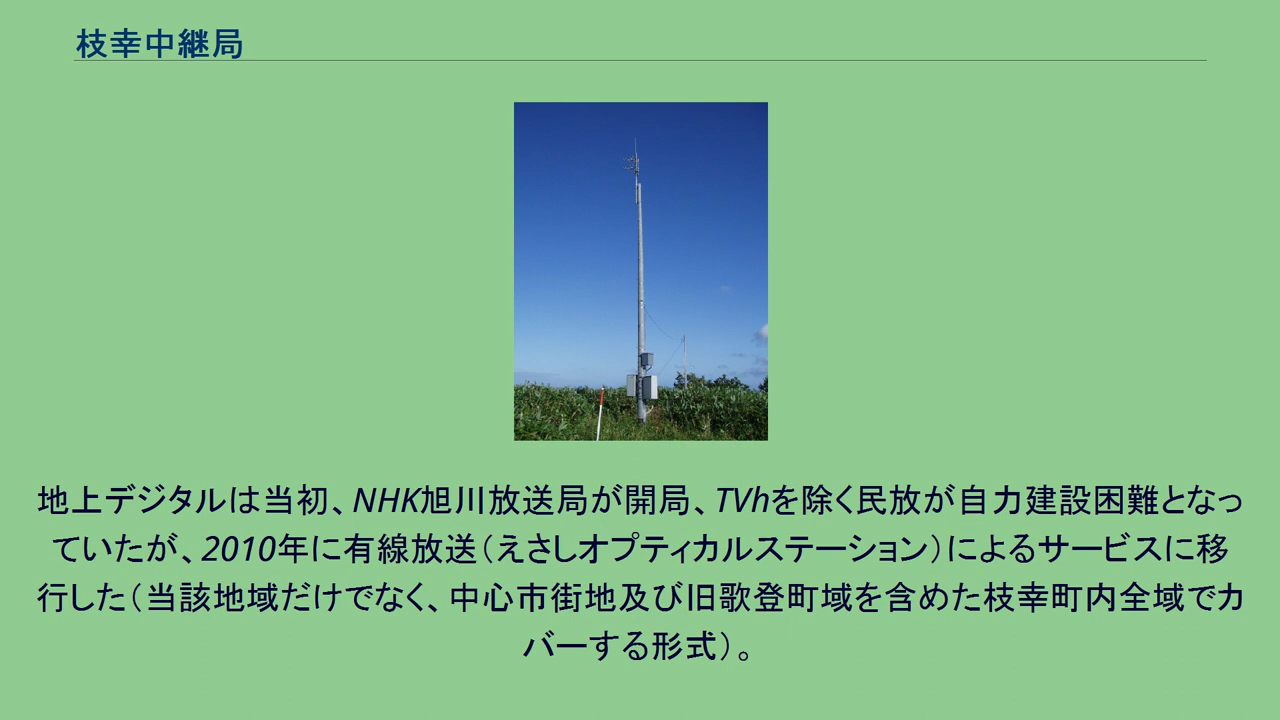 枝幸中継局
地上デジタルは当初、NHK旭川放送局が開局、TVhを除く民放が自力建設困難となっ
ていたが、2010年に有線放送（えさしオプティカルステーション）によるサービスに移
行した（当該地域だけでなく、中心市街地及び旧歌登町域を含めた枝幸町内全域でカ
バーする形式）。